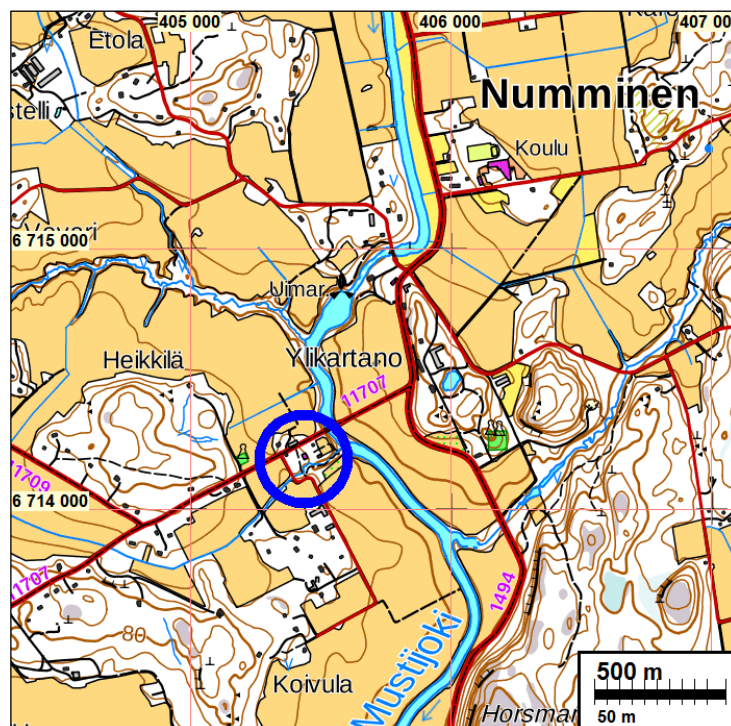 405 000
406 000
407 0
Etola
Numminen
Koulu
6 715 000
Uimar.
Heikkilä
Ylikartano
11707
11709
6 714 000
11707
1494
80
Mustijoki
Koivula
500 m
50 m
Horsmar